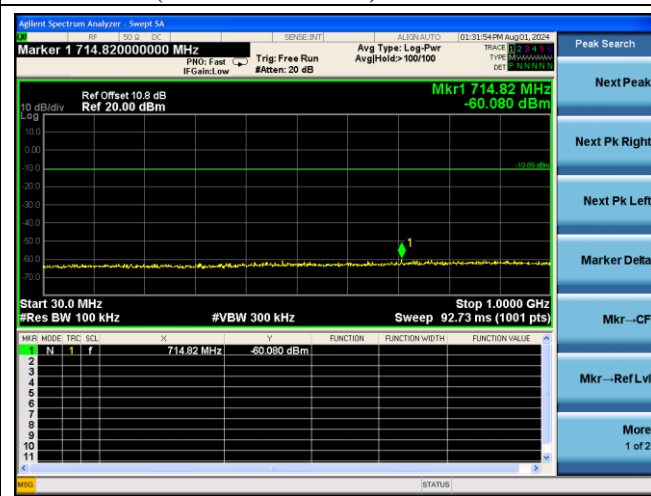 Agilent Spectrum Analyzer - Swept SA
RF 50 Ω DC SENSE:INT ALIGN AUTO 01:31:54 PM Aug 01, 2024
Marker 1 714.820000000 MHz
PNO: Fast
IFGain:Low
Trig: Free Run
#Atten: 20 dB
Avg Type: Log-Pwr
Avg|Hold:> 100/100
TRACE 1 2 3 4 5 6
TYPE M
DET P N N N N N
Ref Offset 10.8 dB
10 dB/div Ref 20.00 dBm
Log
Mkr1 714.82 MHz
-60.080 dBm
10.0
0.00
-10.0
-10.89 dBm
-20.0
-30.0
-40.0
-50.0
1
-60.0
-70.0
Start 30.0 MHz Stop 1.0000 GHz
#Res BW 100 kHz #VBW 300 kHz Sweep 92.73 ms (1001 pts)
MKR MODE TRC SCL X Y FUNCTION FUNCTION WIDTH FUNCTION VALUE
1 N 1 f 714.82 MHz -60.080 dBm
2
3
4
5
6
7
8
9
10
11
MSG STATUS
Peak Search
Next Peak
Next Pk Right
Next Pk Left
Marker Delta
Mkr→CF
Mkr→Ref Lvl
More
1 of 2